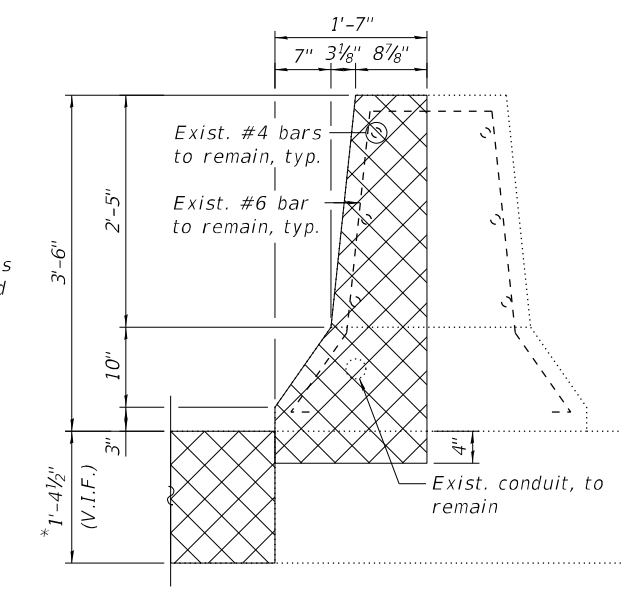 1'-7"
7" 3⅛" 8⅞"
Exist. #4 bars
to remain, typ.
Exist. #6 bar
to remain, typ.
2'-5"
3'-6"
s
d
10"
3"
4"
*1'-4½"
(V.I.F.)
Exist. conduit, to
remain